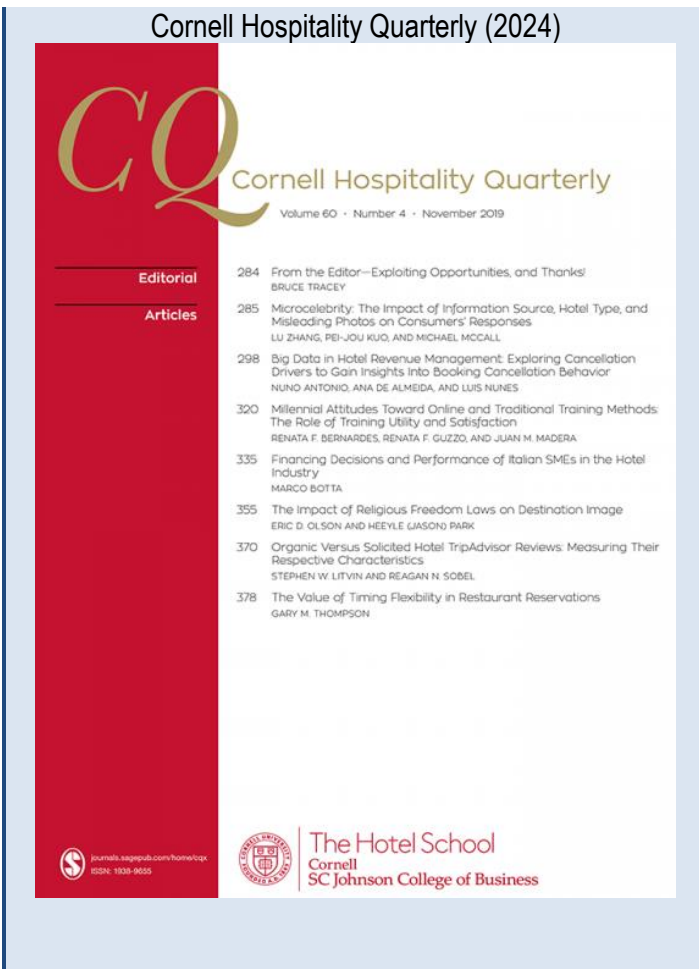 Cornell Hospitality Quarterly (2024)
CQ
Cornell Hospitality Quarterly
Volume 60 • Number 4 • November 2019
Editorial
284 From the Editor—Exploiting Opportunities, and Thanks!
BRUCE TRACEY
Articles
285 Microcelebrity: The Impact of Information Source, Hotel Type, and
Misleading Photos on Consumers' Responses
LU ZHANG, PEI-JOU KUO, AND MICHAEL MCCALL
298 Big Data in Hotel Revenue Management: Exploring Cancellation
Drivers to Gain Insights Into Booking Cancellation Behavior
NUNO ANTONIO, ANA DE ALMEIDA, AND LUIS NUNES
320 Millennial Attitudes Toward Online and Traditional Training Methods:
The Role of Training Utility and Satisfaction
RENATA F. BERNARDES, RENATA F. GUZZO, AND JUAN M. MADERA
335 Financing Decisions and Performance of Italian SMEs in the Hotel
Industry
MARCO BOTTA
355 The Impact of Religious Freedom Laws on Destination Image
ERIC D. OLSON AND HEEYLE (JASON) PARK
370 Organic Versus Solicited Hotel TripAdvisor Reviews: Measuring Their
Respective Characteristics
STEPHEN W. LITVIN AND REAGAN N. SOBEL
378 The Value of Timing Flexibility in Restaurant Reservations
GARY M. THOMPSON
S
journals.sagepub.com/home/cqx
ISSN: 1938-9655
The Hotel School
Cornell
SC Johnson College of Business